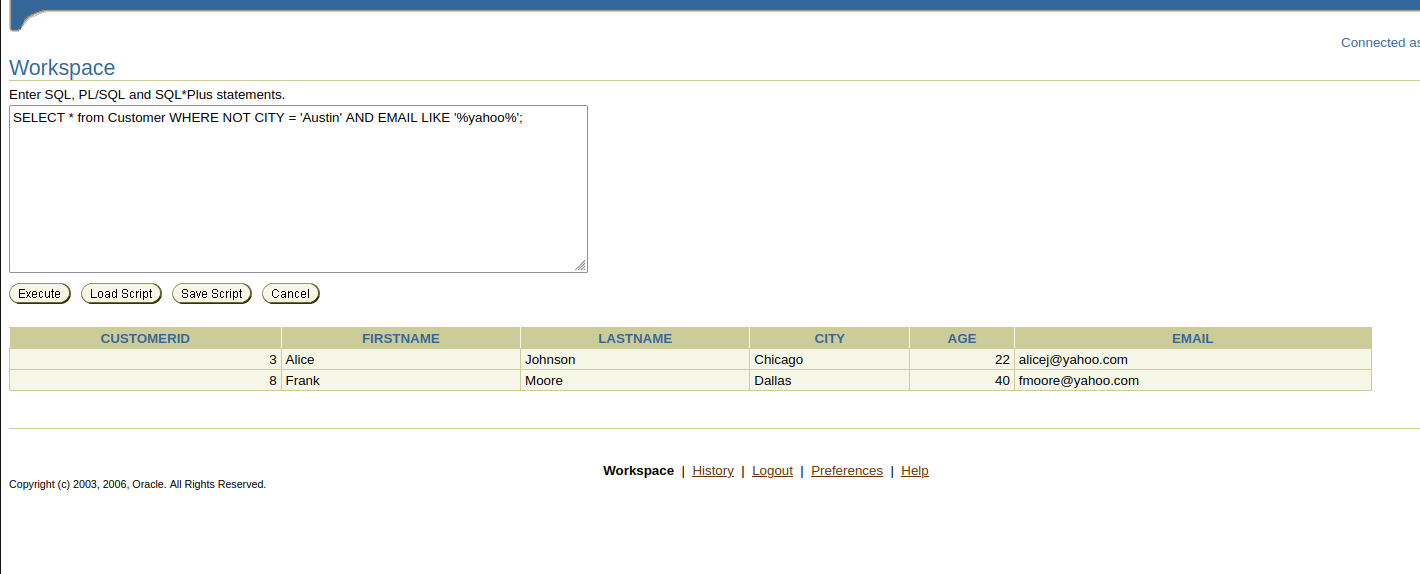 Connected as
Workspace
Enter SQL, PL/SQL and SQL*Plus statements.
SELECT * from Customer WHERE NOT CITY = 'Austin' AND EMAIL LIKE '%yahoo%';
Execute Load Script Save Script Cancel
CUSTOMERID FIRSTNAME LASTNAME CITY AGE EMAIL
3 Alice Johnson Chicago 22 alicej@yahoo.com
8 Frank Moore Dallas 40 fmoore@yahoo.com
Workspace | History | Logout | Preferences | Help
Copyright (c) 2003, 2006, Oracle. All Rights Reserved.